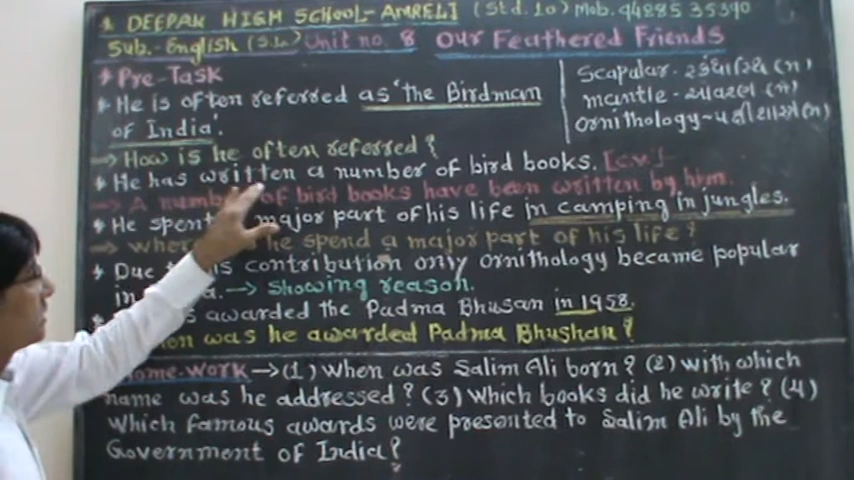 DEEPAK HIGH SCHOOL-AMRELI (Std.10) Mob. 94285 35390
Sub.-English (S.L.) Unit no. 8 Our Feathered Friends
Pre-Task
He is often referred as 'the Birdman
of India'.
Scapular-
mantle- (n)
ornithology- (n)
→ How is he often referred?
He has written a number of bird books. [C.V.]
→ A number of bird books have been written by him.
He spent major part of his life in camping in jungles.
→ he spend a major part of his life?
Due his contribution only ornithology became popular
in → Showing reason.
awarded the Padma Bhusan in 1958.
was he awarded Padma Bhushan?
Home-Work → (1) When was Salim Ali born? (2) with which
name was he addressed? (3) Which books did he write? (4)
Which famous awards were presented to Salim Ali by the
Government of India?